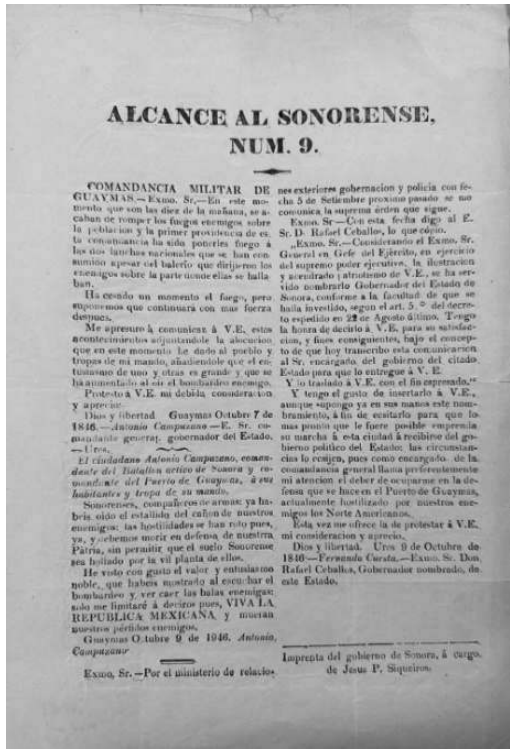 ALCANCE AL SONORENSE,
NUM. 9.
COMANDANCIA MILITAR DE
GUAYMAS.—Exmo. Sr,—En este mo-
mento que son las diez de la mañana, se a-
caban de romper los fuegos enemigos sobre
la poblacion y la primer providencia de es-
ta comandancia ha sido ponerles fuego á
las dos lanchas nacionales que se han con-
sumido apesar del balerio que dirijeron los
enemigos sobre la parte donde ellas se halla
ban.
Ha cesado un momento el fuego, pero
suponemos que continuará con mas fuerza
despues.
Me apresuro á comunicar á V.E. estos
acontecimientos adjuntandole la alocucion
que en este momento he dado al pueblo y
tropas de mi mando, añadiendole que el en-
tusiasmo de uno y otras es grande y que se
ha aumentado al oir el bombardeo enemigo.
Protesto á V.E. mi debida consideracion
y aprecio.
Dios y libertad Guaymas Octubre 7 de
1846.—Antonio Campuzano—E. Sr. co-
mandante general, gobernador del Estado.
—Ures.
El ciudadano Antonio Campuzano, coman-
dante del Batallon activo de Sonora y co-
mandante del Puerto de Guaymas, à sus
habitantes y tropa de su mando.
Sonorenses, compañeros de armas: ya ha-
beis oido el estallido del cañon de nuestros
enemigos: las hostilidades se han roto pues,
ya, y debemos morir en defensa de nuestra
Pátria, sin permitir que el suelo Sonorense
sea hollado por la vil planta de ellos.
He visto con gusto el valor y entusiasmo
noble, que habeis mostrado al escuchar el
bombardeo y ver caer las balas enemigas:
solo me limitaré á deciros pues, VIVA LA
REPUBLICA MEXICANA, y mueran
nuestros pérfidos enemigos.
Guaymas Octubre 9 de 1846. Antonio
Campuzano
Exmo, Sr.—Por el ministerio de relacio-
nes exteriores gobernacion y policia con fe-
cha 5 de Setiembre proximo pasado se me
comunica la suprema órden que sigue.
Exmo. Sr—Con esta fecha digo al E.
Sr. D. Rafael Ceballos, lo que cópio.
„Exmo. Sr.—Considerando el Exmo. Sr.
General en Gefe del Ejército, en ejercicio
del supremo poder ejecutivo, la ilustracion
y acendrado patriotismo de V.E., se ha ser-
vido nombrarlo Gobernador del Estado de
Sonora, conforme a la facultad de que se
halla investido, segun el art. 5.º del decre-
to espedido en 22 de Agosto último. Tengo
la honra de decirlo á V.E. para su satisfac-
cion, y fines consiguientes, bajo el concep-
to de que hoy transcribo esta comunicacion
al Sr. encargado del gobierno del citado
Estado para que lo entregue à V. E.
Y lo traslado á V.E. con el fin espresado."
Y tengo el gusto de insertarlo à V.E.,
aunque supongo ya en sus manos este nom-
bramiento, á fin de ecsitarlo para que lo
mas pronto que le fuere posible emprenda
su marcha à esta ciudad à recibirse del go-
bierno politico del Estado: las circunstan-
cias lo ecsijen, pues como encargado de la
comandancia general llama preferentemente
mi atencion el deber de ocuparme en la de-
fensa que se hace en el Puerto de Guaymas,
actualmente hostilizado por nuestros ene-
migos los Norte Americanos.
Esta vez me ofrece la de protestar á V.E.
mi consideracion y aprecio.
Dios y libertad. Ures 9 de Octubre de
1846—Fernando Cuesta.—Exmo. Sr. Don
Rafael Ceballos, Gobernador nombrado, de
este Estado.
Imprenta del gobierno de Sonora, á cargo
de Jesus P. Siqueiros.